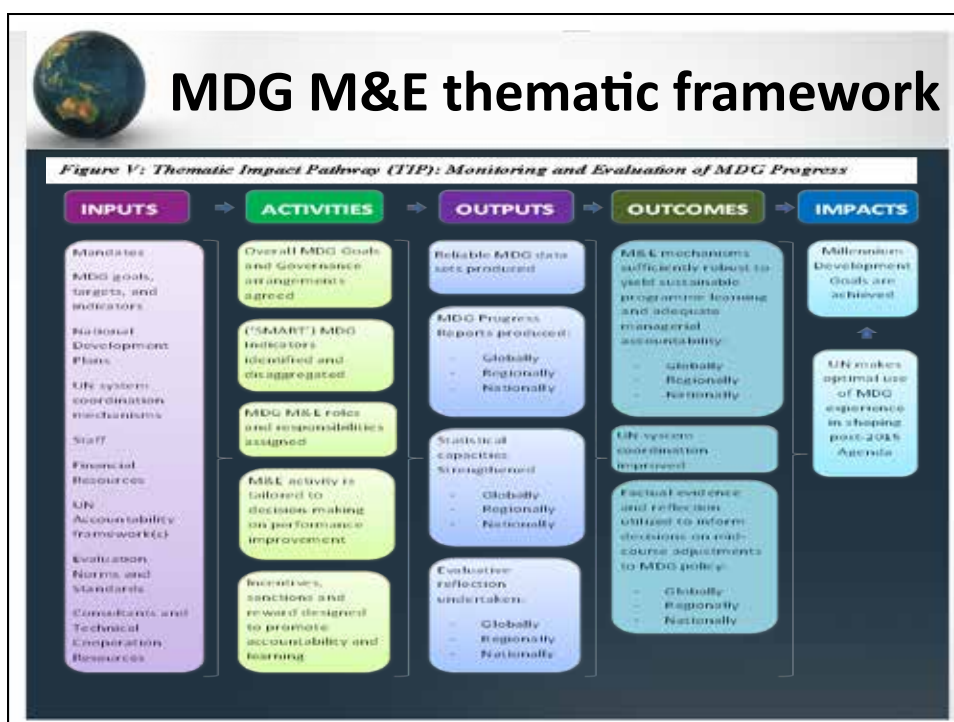 MDG M&E thematic framework
Figure V: Thematic Impact Pathway (TIP): Monitoring and Evaluation of MDG Progress
INPUTS
ACTIVITIES
OUTPUTS
OUTCOMES
IMPACTS
Mandates
MDG goals,
targets, and
indicators
National
Development
Plans
UN system
coordination
mechanisms
Staff
Financial
Resources
UN
Accountability
framework(s)
Evaluation
Norms and
Standards
Consultants and
Technical
Cooperation
Resources
Overall MDG Goals
and Governance
arrangements
agreed
("SMART") MDG
Indicators
identified and
disaggregated
MDG M&E roles
and responsibilities
assigned
M&E activity is
tailored to
decision making
on performance
improvement
Incentives,
sanctions and
reward designed
to promote
accountability and
learning
Reliable MDG data
sets produced
MDG Progress
Reports produced:
- Globally
- Regionally
- Nationally
Statistical
capacities
Strengthened
- Globally
- Regionally
- Nationally
Evaluative
reflection
undertaken:
- Globally
- Regionally
- Nationally
M&E mechanisms
sufficiently robust to
yield sustainable
programme learning
and adequate
managerial
accountability:
- Globally
- Regionally
- Nationally
UN system
coordination
improved
Factual evidence
and reflection
utilized to inform
decisions on mid-
course adjustments
to MDG policy:
- Globally
- Regionally
- Nationally
Millennium
Development
Goals are
achieved
UN makes
optimal use
of MDG
experience
in shaping
post-2015
Agenda